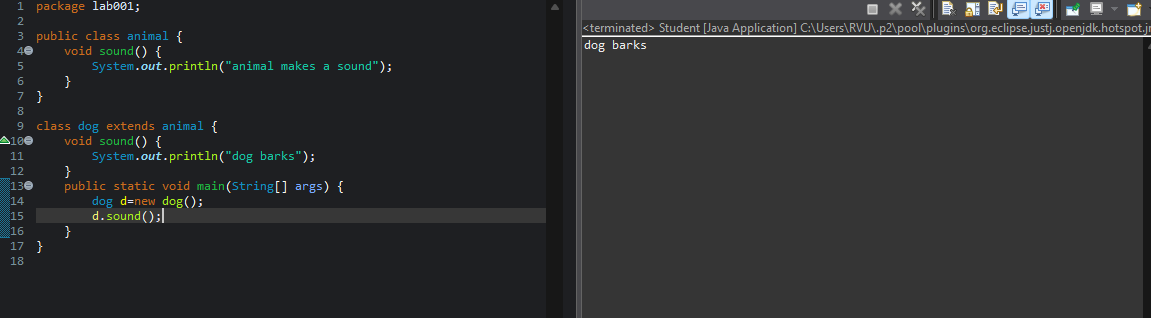 1 package lab001;
2
3 public class animal {
4 void sound() {
5 System.out.println("animal makes a sound");
6 }
7 }
8
9 class dog extends animal {
10 void sound() {
11 System.out.println("dog barks");
12 }
13 public static void main(String[] args) {
14 dog d=new dog();
15 d.sound();
16 }
17 }
18
<terminated> Student [Java Application] C:\Users\RVU\.p2\pool\plugins\org.eclipse.justj.openjdk.hotspot.jr
dog barks